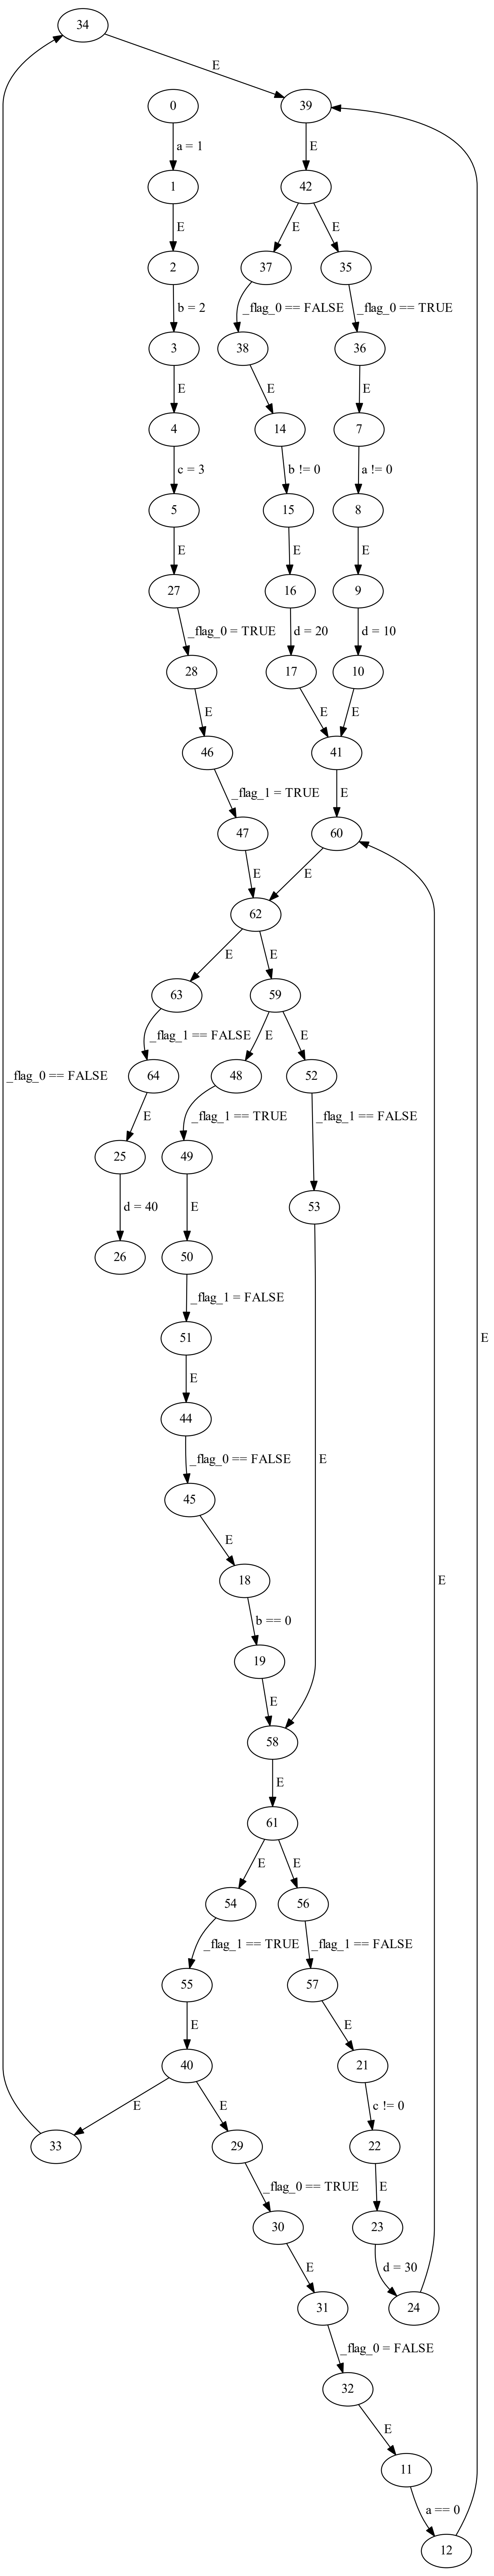 34
E
0
39
a = 1
E
1
42
E
E
E
2
37
35
b = 2
_flag_0 == FALSE
_flag_0 == TRUE
3
38
36
E
E
E
4
14
7
c = 3
b != 0
a != 0
5
15
8
E
E
E
27
16
9
_flag_0 = TRUE
d = 20
d = 10
28
17
10
E
E
E
46
41
_flag_1 = TRUE
E
47
60
E
E
62
E
E
63
59
_flag_1 == FALSE
E
E
_flag_0 == FALSE
64
48
52
E
_flag_1 == TRUE
_flag_1 == FALSE
25
49
d = 40
E
53
26
50
_flag_1 = FALSE
51
E
E
44
_flag_0 == FALSE
E
45
E
E
18
b == 0
19
E
58
E
61
E
E
54
56
_flag_1 == TRUE
_flag_1 == FALSE
55
57
E
E
40
21
E
E
c != 0
33
29
22
_flag_0 == TRUE
E
30
23
E
d = 30
31
24
_flag_0 = FALSE
32
E
11
a == 0
12